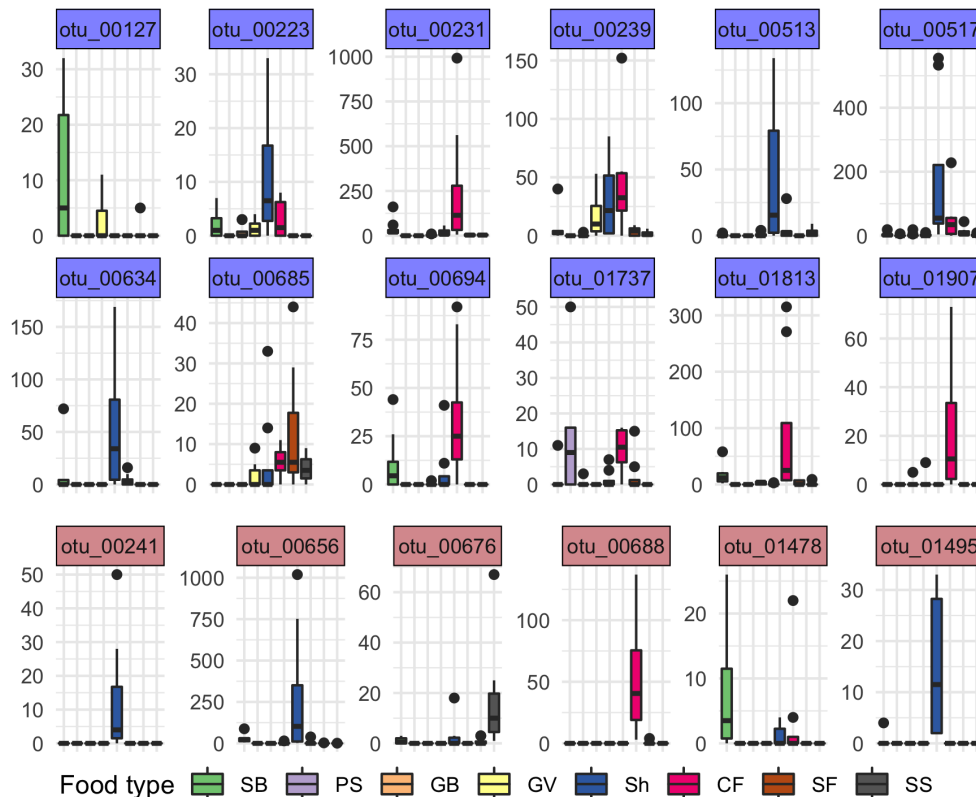 otu_00127 otu_00223 otu_00231 otu_00239 otu_00513 otu_00517
30 20 10 0
30 20 10 0
1000 750 500 250 0
150 100 50 0
100 50 0
400 200 0
otu_00634 otu_00685 otu_00694 otu_01737 otu_01813 otu_01907
150 100 50 0
40 30 20 10 0
75 50 25 0
50 40 30 20 10 0
300 200 100 0
60 40 20 0
otu_00241 otu_00656 otu_00676 otu_00688 otu_01478 otu_01495
50 40 30 20 10 0
1000 750 500 250 0
60 40 20 0
100 50 0
20 10 0
30 20 10 0
Food type SB PS GB GV Sh CF SF SS